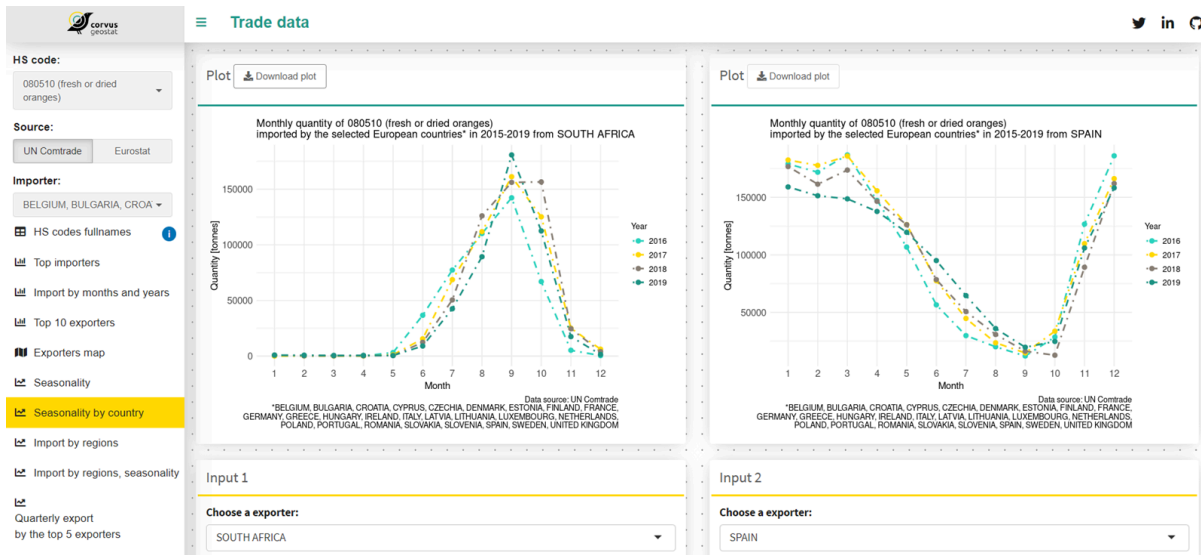 corvus
geostat
Trade data
HS code:
080510 (fresh or dried
oranges)
Source:
UN Comtrade
Eurostat
Importer:
BELGIUM, BULGARIA, CROA
HS codes fullnames
i
Top importers
Import by months and years
Top 10 exporters
Exporters map
Seasonality
Seasonality by country
Import by regions
Import by regions, seasonality
Quarterly export
by the top 5 exporters
Plot
Download plot
Monthly quantity of 080510 (fresh or dried oranges)
imported by the selected European countries* in 2015-2019 from SOUTH AFRICA
Quantity [tonnes]
150000
100000
50000
0
1 2 3 4 5 6 7 8 9 10 11 12
Month
Year
2016
2017
2018
2019
Data source: UN Comtrade
*BELGIUM, BULGARIA, CROATIA, CYPRUS, CZECHIA, DENMARK, ESTONIA, FINLAND, FRANCE,
GERMANY, GREECE, HUNGARY, IRELAND, ITALY, LATVIA, LITHUANIA, LUXEMBOURG, NETHERLANDS,
POLAND, PORTUGAL, ROMANIA, SLOVAKIA, SLOVENIA, SPAIN, SWEDEN, UNITED KINGDOM
Plot
Download plot
Monthly quantity of 080510 (fresh or dried oranges)
imported by the selected European countries* in 2015-2019 from SPAIN
Quantity [tonnes]
150000
100000
50000
1 2 3 4 5 6 7 8 9 10 11 12
Month
Year
2016
2017
2018
2019
Data source: UN Comtrade
*BELGIUM, BULGARIA, CROATIA, CYPRUS, CZECHIA, DENMARK, ESTONIA, FINLAND, FRANCE,
GERMANY, GREECE, HUNGARY, IRELAND, ITALY, LATVIA, LITHUANIA, LUXEMBOURG, NETHERLANDS,
POLAND, PORTUGAL, ROMANIA, SLOVAKIA, SLOVENIA, SPAIN, SWEDEN, UNITED KINGDOM
Input 1
Choose a exporter:
SOUTH AFRICA
Input 2
Choose a exporter:
SPAIN